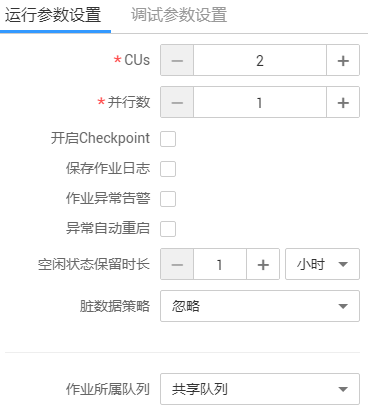 运行参数设置 调试参数设置
*CUs − 2 +
*并行数 − 1 +
开启Checkpoint
保存作业日志
作业异常告警
异常自动重启
空闲状态保留时长 − 1 + 小时
脏数据策略 忽略
作业所属队列 共享队列